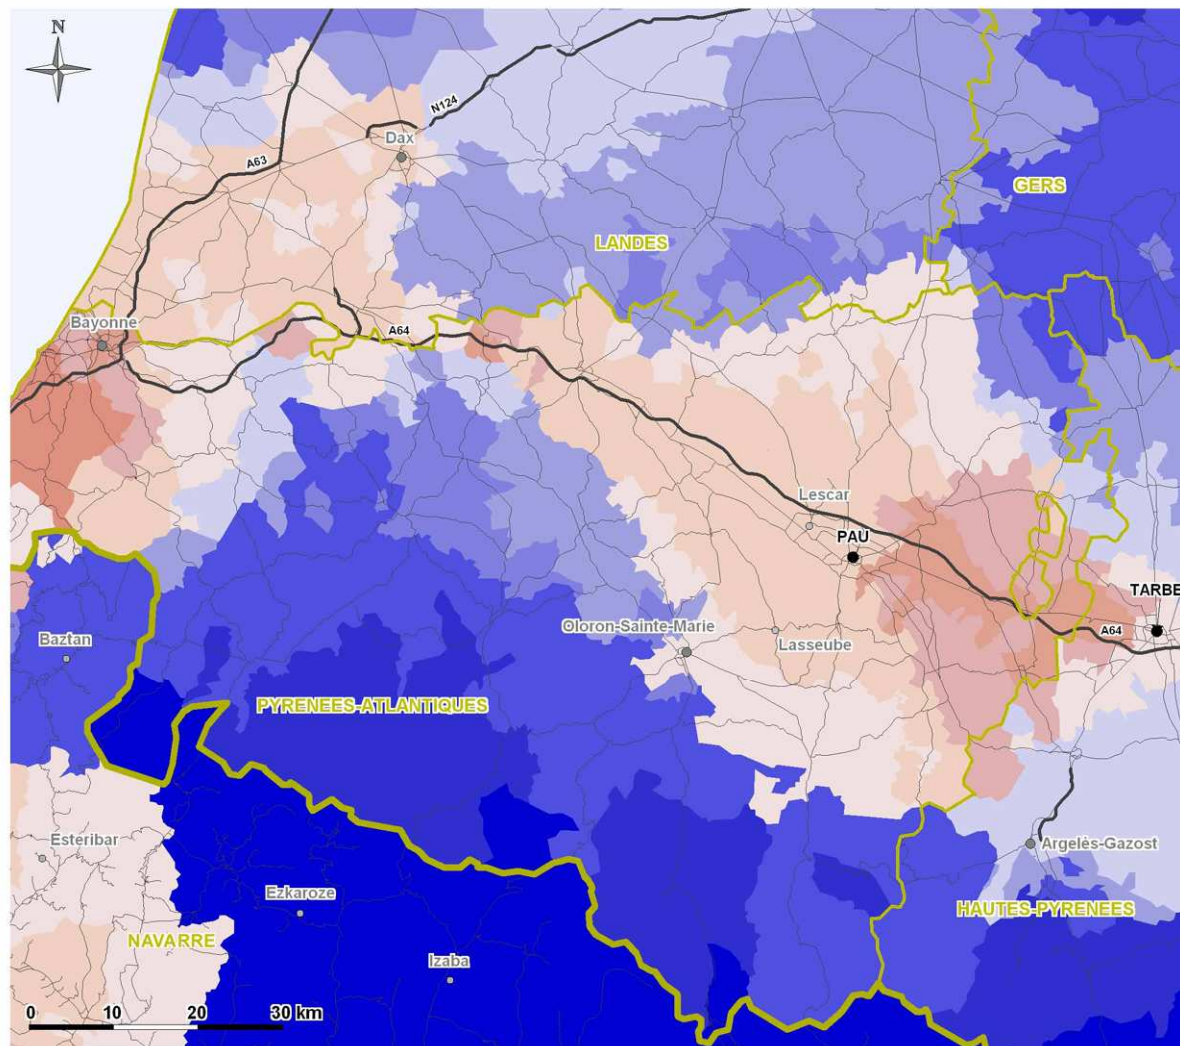 N
N124
Dax
A63
GERS
LANDES
Bayonne
A64
Lescar
PAU
TARBE
Oloron-Sainte-Marie
Lasseube
A64
Baztan
PYRENEES-ATLANTIQUES
Esteribar
Argelès-Gazost
Ezkaroze
HAUTES-PYRENEES
NAVARRE
Izaba
0 10 20 30 km